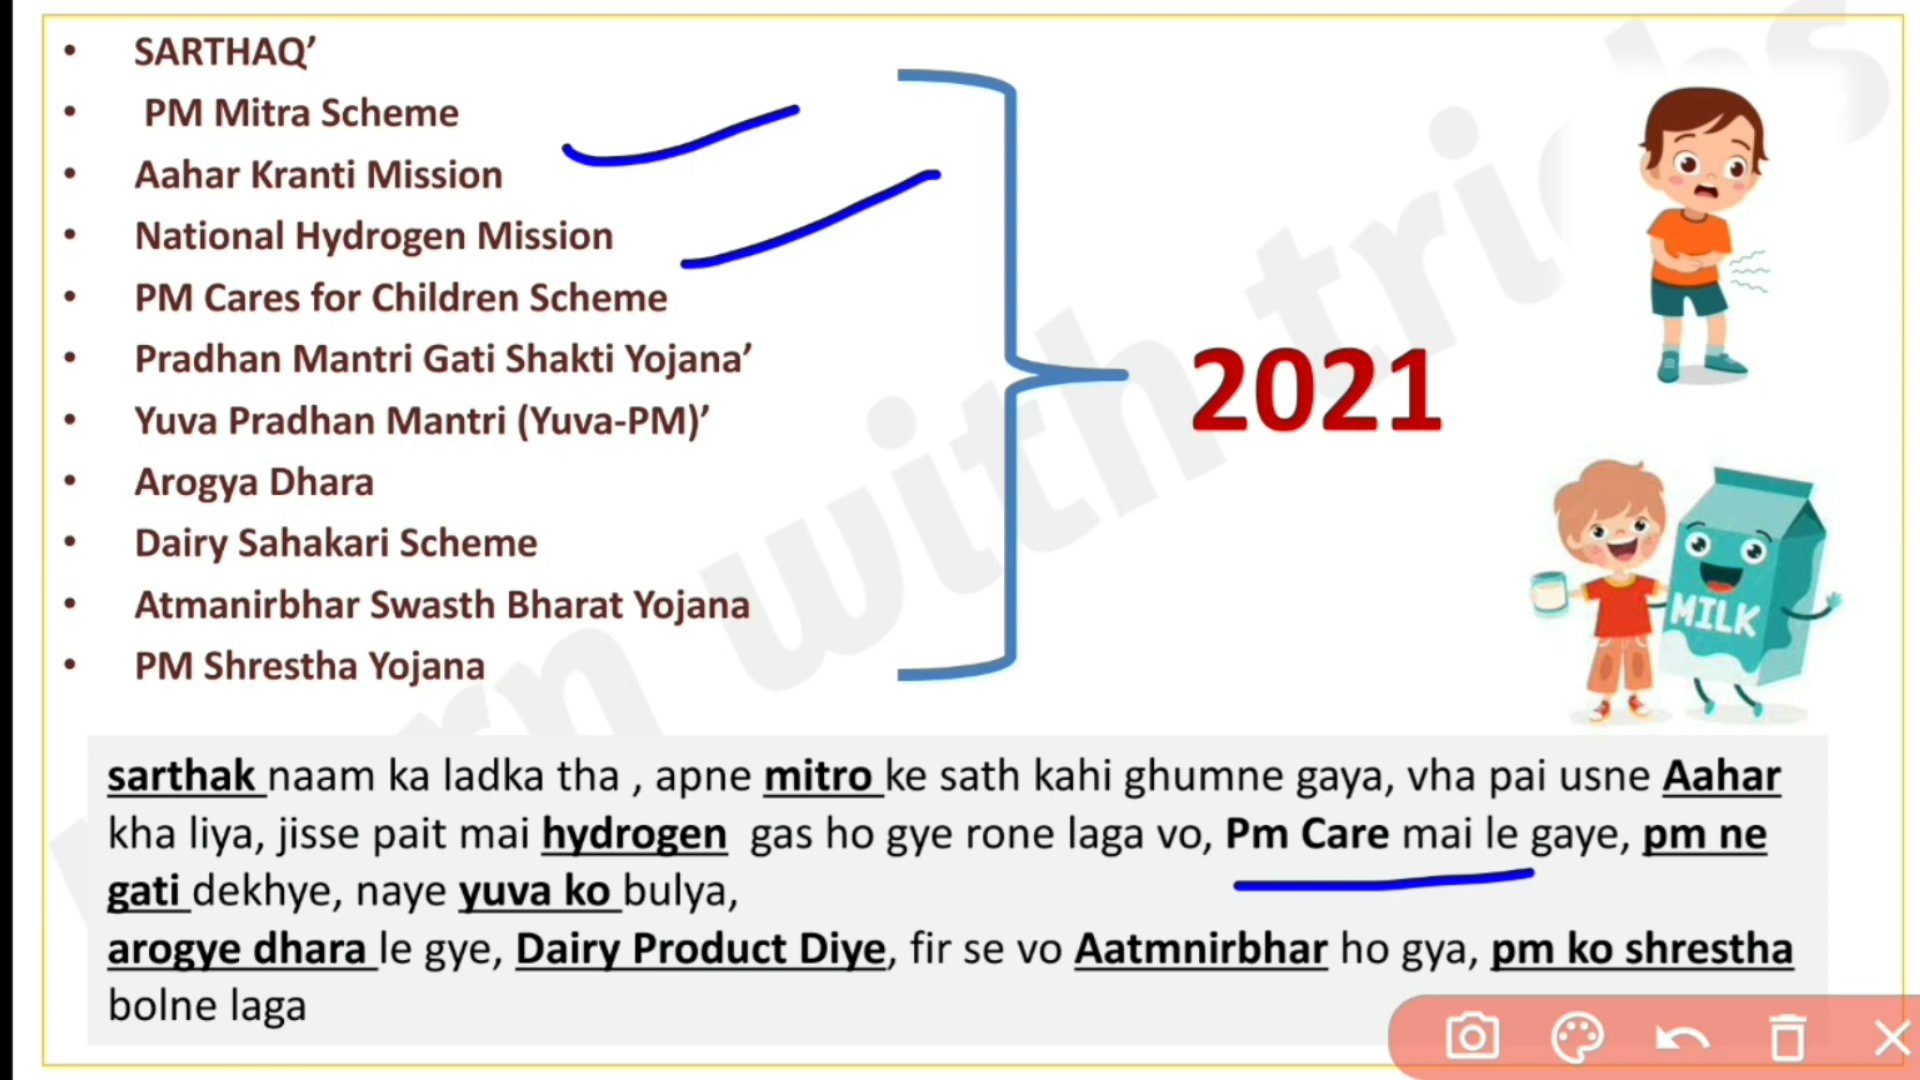 • SARTHAQ’
• PM Mitra Scheme
• Aahar Kranti Mission
• National Hydrogen Mission
• PM Cares for Children Scheme
• Pradhan Mantri Gati Shakti Yojana’
• Yuva Pradhan Mantri (Yuva-PM)’
• Arogya Dhara
• Dairy Sahakari Scheme
• Atmanirbhar Swasth Bharat Yojana
• PM Shrestha Yojana
2021
MILK
sarthak naam ka ladka tha , apne mitro ke sath kahi ghumne gaya, vha pai usne Aahar
kha liya, jisse pait mai hydrogen gas ho gye rone laga vo, Pm Care mai le gaye, pm ne
gati dekhye, naye yuva ko bulya,
arogye dhara le gye, Dairy Product Diye, fir se vo Aatmnirbhar ho gya, pm ko shrestha
bolne laga